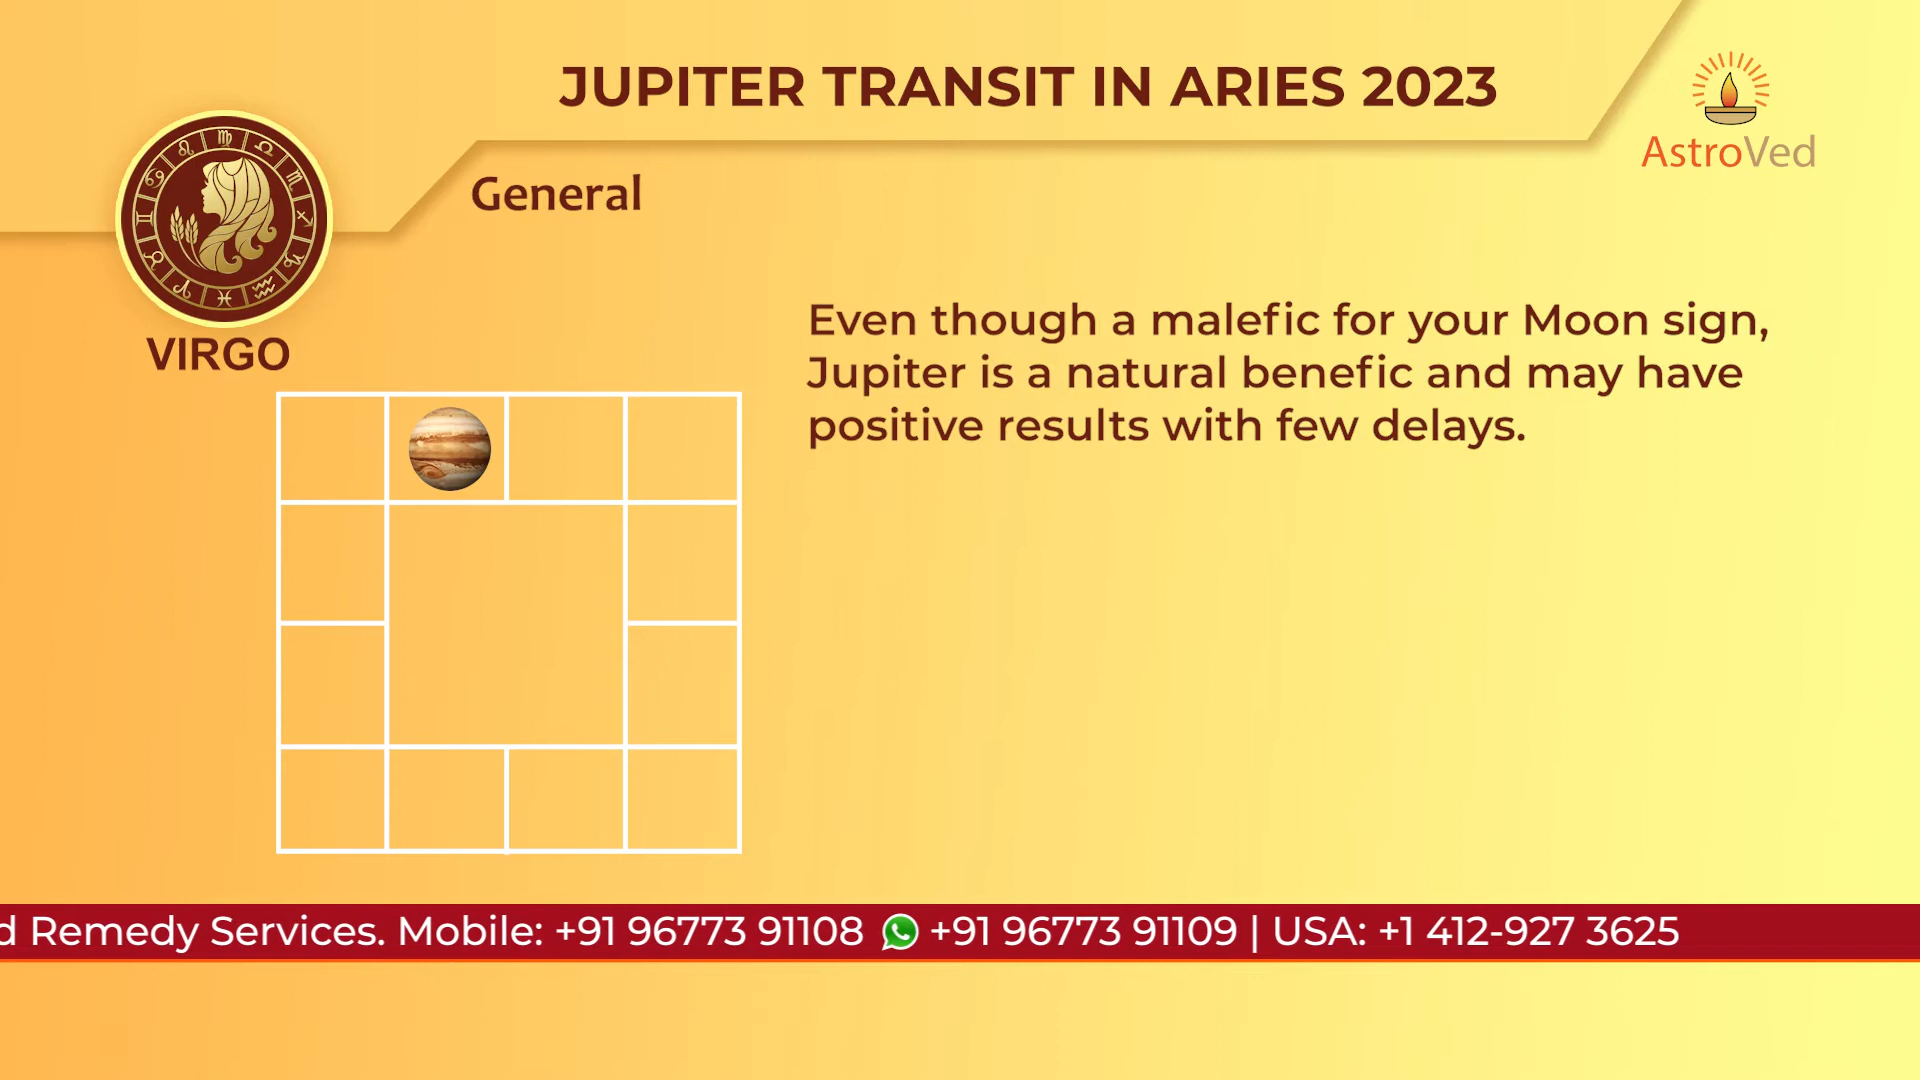 JUPITER TRANSIT IN ARIES 2023
AstroVed
General
VIRGO
Even though a malefic for your Moon sign,
Jupiter is a natural benefic and may have
positive results with few delays.
d Remedy Services. Mobile: +91 96773 91108 +91 96773 91109 | USA: +1 412-927 3625